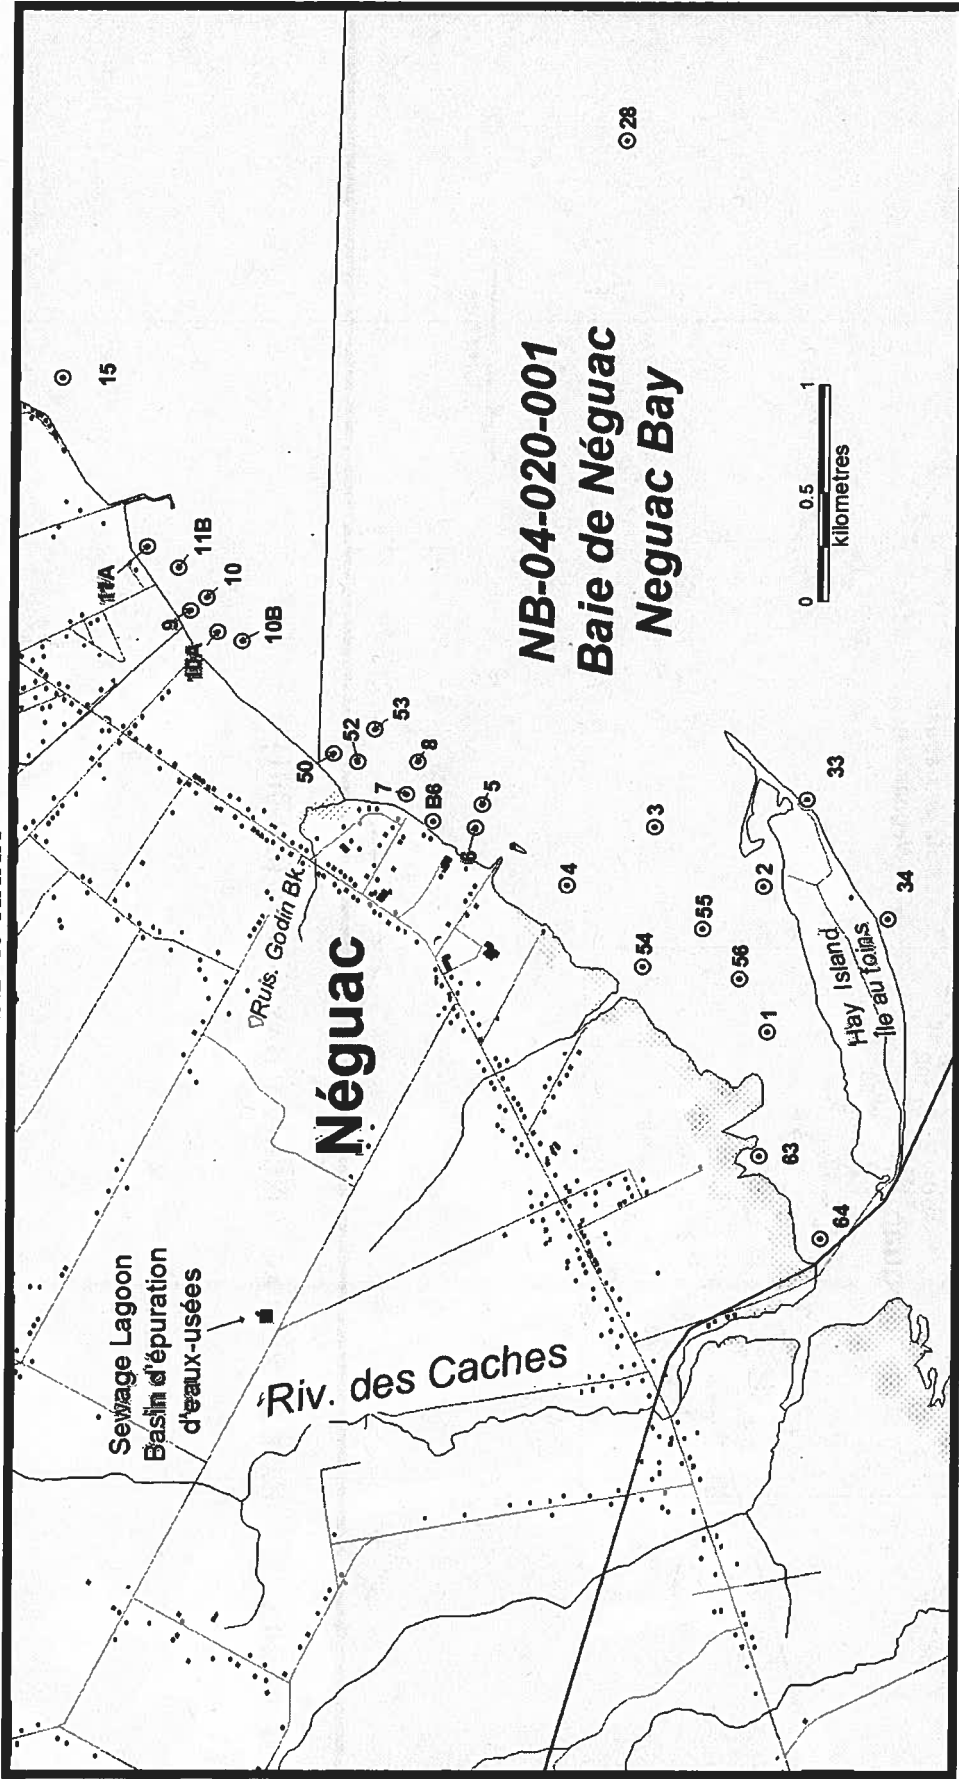 Sewage Lagoon
Basin d'épuration
d'eaux-usées
Riv. des Caches
Néguac
Ruis. Godin Bk.
NB-04-020-001
Baie de Néguac
Neguac Bay
Hay Island
Île au foins
0 0.5 1
kilometres
15
11A
11B
9
10
10A
10B
50
52
53
7
8
B6
6
5
4
3
54
55
56
2
1
33
34
63
64
28